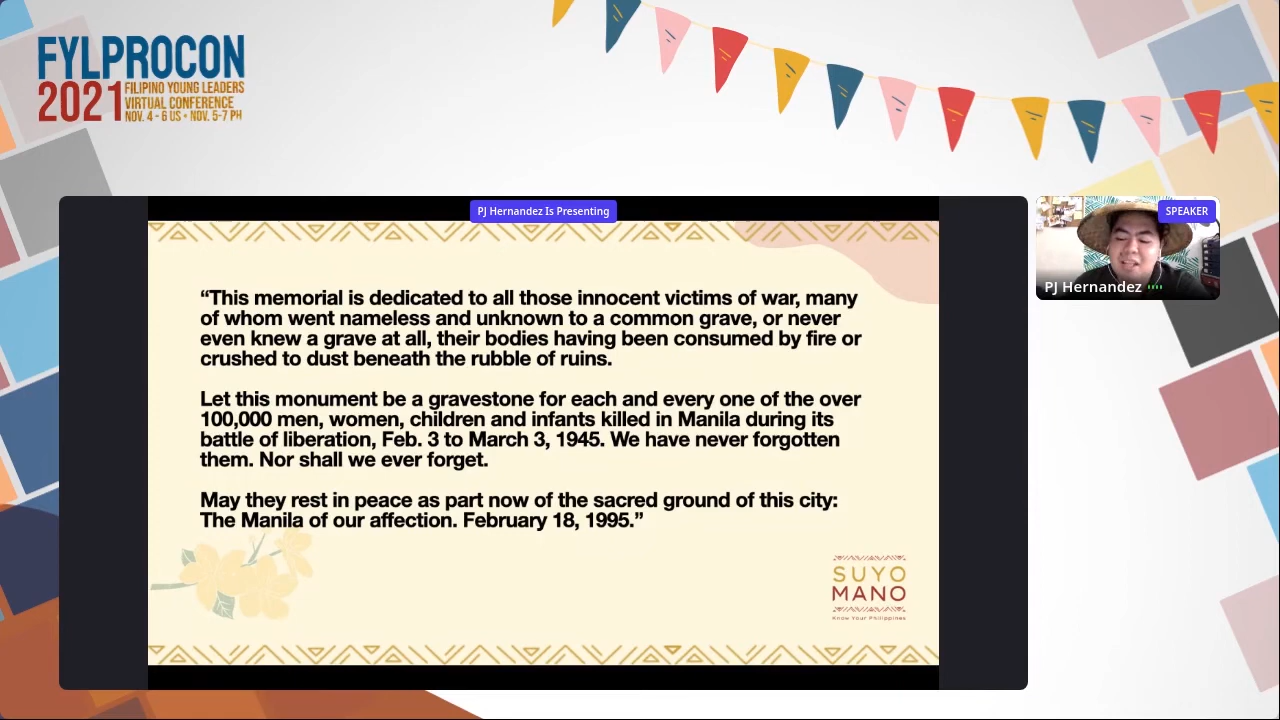 FYLPROCON
2021
FILIPINO YOUNG LEADERS
VIRTUAL CONFERENCE
NOV. 4 - 6 US • NOV. 5-7 PH
PJ Hernandez Is Presenting
SPEAKER
PJ Hernandez
“This memorial is dedicated to all those innocent victims of war, many
of whom went nameless and unknown to a common grave, or never
even knew a grave at all, their bodies having been consumed by fire or
crushed to dust beneath the rubble of ruins.
Let this monument be a gravestone for each and every one of the over
100,000 men, women, children and infants killed in Manila during its
battle of liberation, Feb. 3 to March 3, 1945. We have never forgotten
them. Nor shall we ever forget.
May they rest in peace as part now of the sacred ground of this city:
The Manila of our affection. February 18, 1995.”
SUYO
MANO
Know Your Philippines